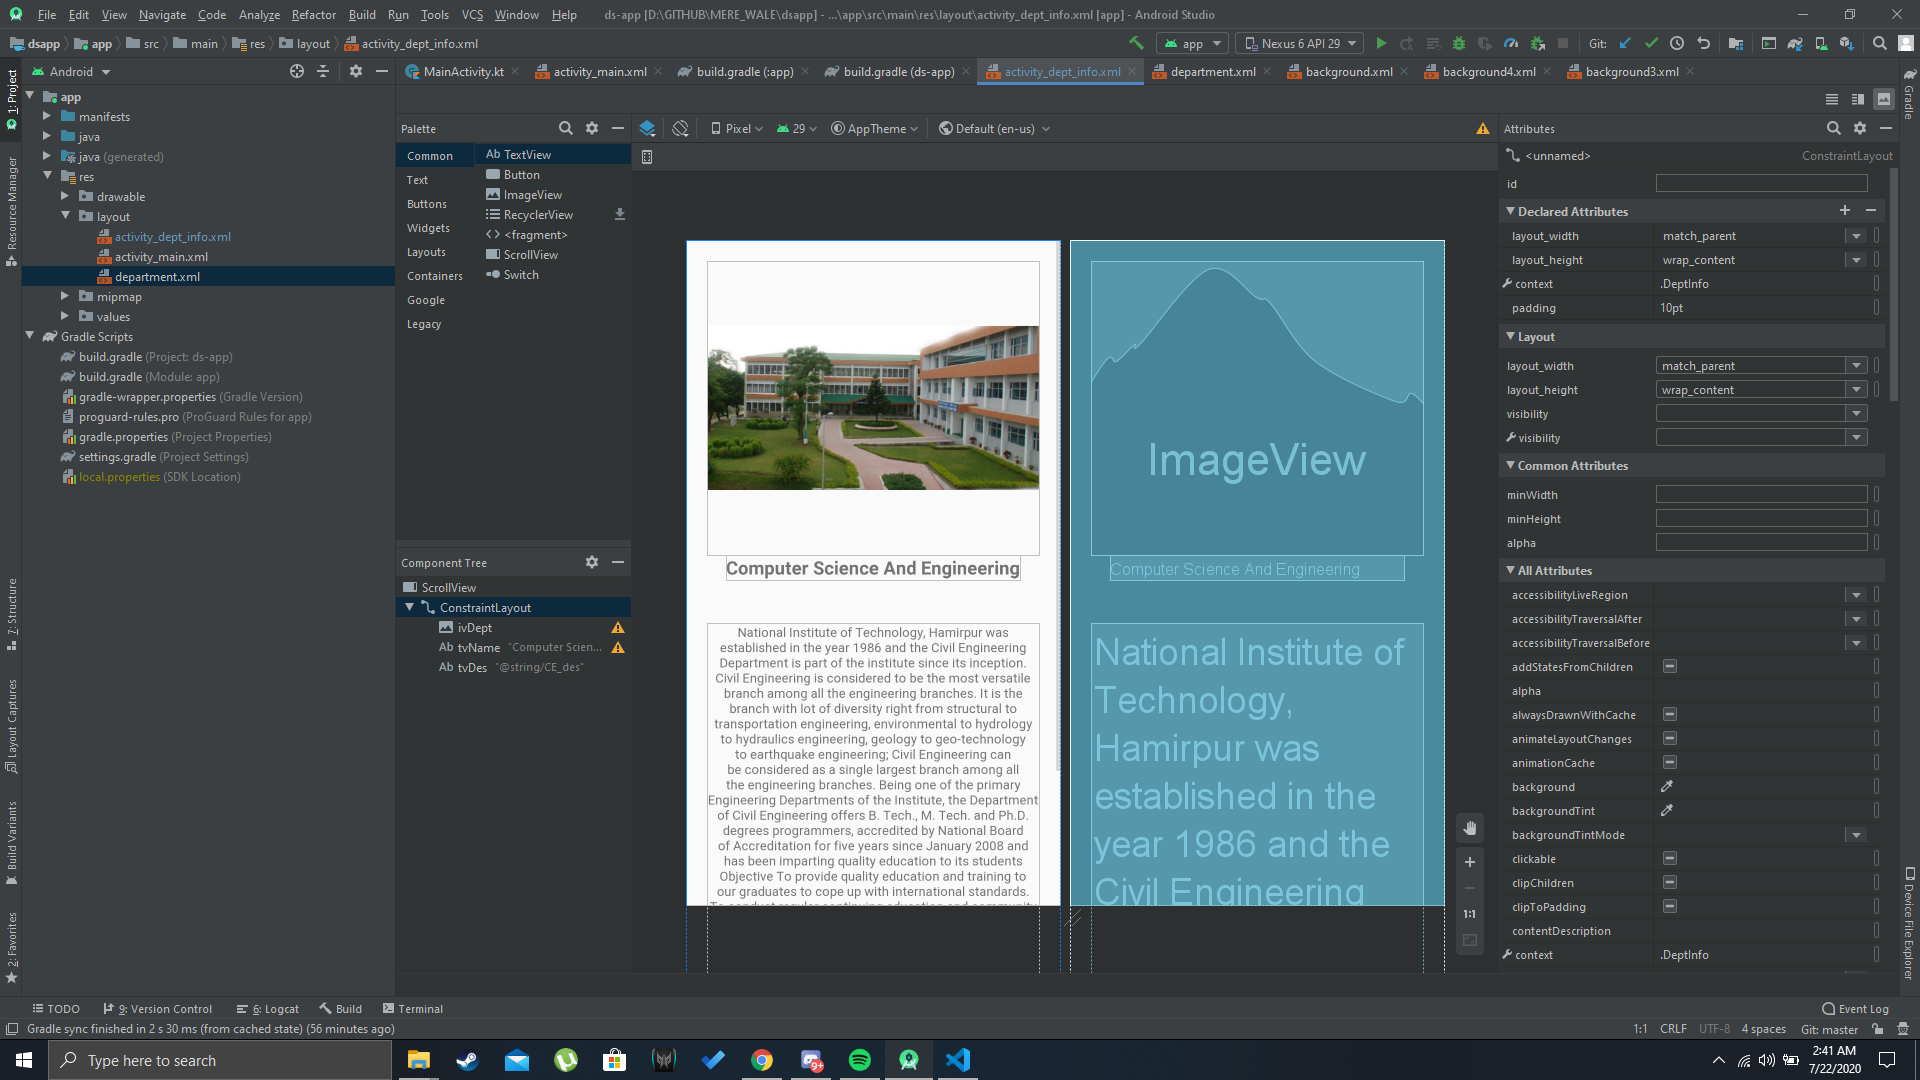 File Edit View Navigate Code Analyze Refactor Build Run Tools VCS Window Help ds-app [D:\GITHUB\MERE_WALE\dsapp] - ...\app\src\main\res\layout\activity_dept_info.xml [app] - Android Studio
dsapp app src main res layout activity_dept_info.xml
app Nexus 6 API 29 Git:
Android
MainActivity.kt activity_main.xml build.gradle (:app) build.gradle (ds-app) activity_dept_info.xml department.xml background.xml background4.xml background3.xml
1: Project
Resource Manager
7: Structure
Layout Captures
Build Variants
2: Favorites
app
manifests
java
java (generated)
res
drawable
layout
activity_dept_info.xml
activity_main.xml
department.xml
mipmap
values
Gradle Scripts
build.gradle (Project: ds-app)
build.gradle (Module: app)
gradle-wrapper.properties (Gradle Version)
proguard-rules.pro (ProGuard Rules for app)
gradle.properties (Project Properties)
settings.gradle (Project Settings)
local.properties (SDK Location)
Palette
Common
Text
Buttons
Widgets
Layouts
Containers
Google
Legacy
Ab TextView
Button
ImageView
RecyclerView
<fragment>
ScrollView
Switch
Component Tree
ScrollView
ConstraintLayout
ivDept
Ab tvName "Computer Scien...
Ab tvDes "@string/CE_des"
Pixel 29 AppTheme Default (en-us)
Computer Science And Engineering
National Institute of Technology, Hamirpur was
established in the year 1986 and the Civil Engineering
Department is part of the institute since its inception.
Civil Engineering is considered to be the most versatile
branch among all the engineering branches. It is the
branch with lot of diversity right from structural to
transportation engineering, environmental to hydrology
to hydraulics engineering, geology to geo-technology
to earthquake engineering; Civil Engineering can
be considered as a single largest branch among all
the engineering branches. Being one of the primary
Engineering Departments of the Institute, the Department
of Civil Engineering offers B. Tech., M. Tech. and Ph.D.
degrees programmers, accredited by National Board
of Accreditation for five years since January 2008 and
has been imparting quality education to its students
Objective To provide quality education and training to
our graduates to cope up with international standards.
ImageView
Computer Science And Engineering
National Institute of
Technology,
Hamirpur was
established in the
year 1986 and the
Civil Engineering
1:1
Attributes
<unnamed> ConstraintLayout
id
Declared Attributes
layout_width match_parent
layout_height wrap_content
context .DeptInfo
padding 10pt
Layout
layout_width match_parent
layout_height wrap_content
visibility
visibility
Common Attributes
minWidth
minHeight
alpha
All Attributes
accessibilityLiveRegion
accessibilityTraversalAfter
accessibilityTraversalBefore
addStatesFromChildren
alpha
alwaysDrawnWithCache
animateLayoutChanges
animationCache
background
backgroundTint
backgroundTintMode
clickable
clipChildren
clipToPadding
contentDescription
context .DeptInfo
Gradle
Device File Explorer
TODO 9: Version Control 6: Logcat Build Terminal Event Log
Gradle sync finished in 2 s 30 ms (from cached state) (56 minutes ago) 1:1 CRLF UTF-8 4 spaces Git: master
Type here to search
9+
2:41 AM
7/22/2020